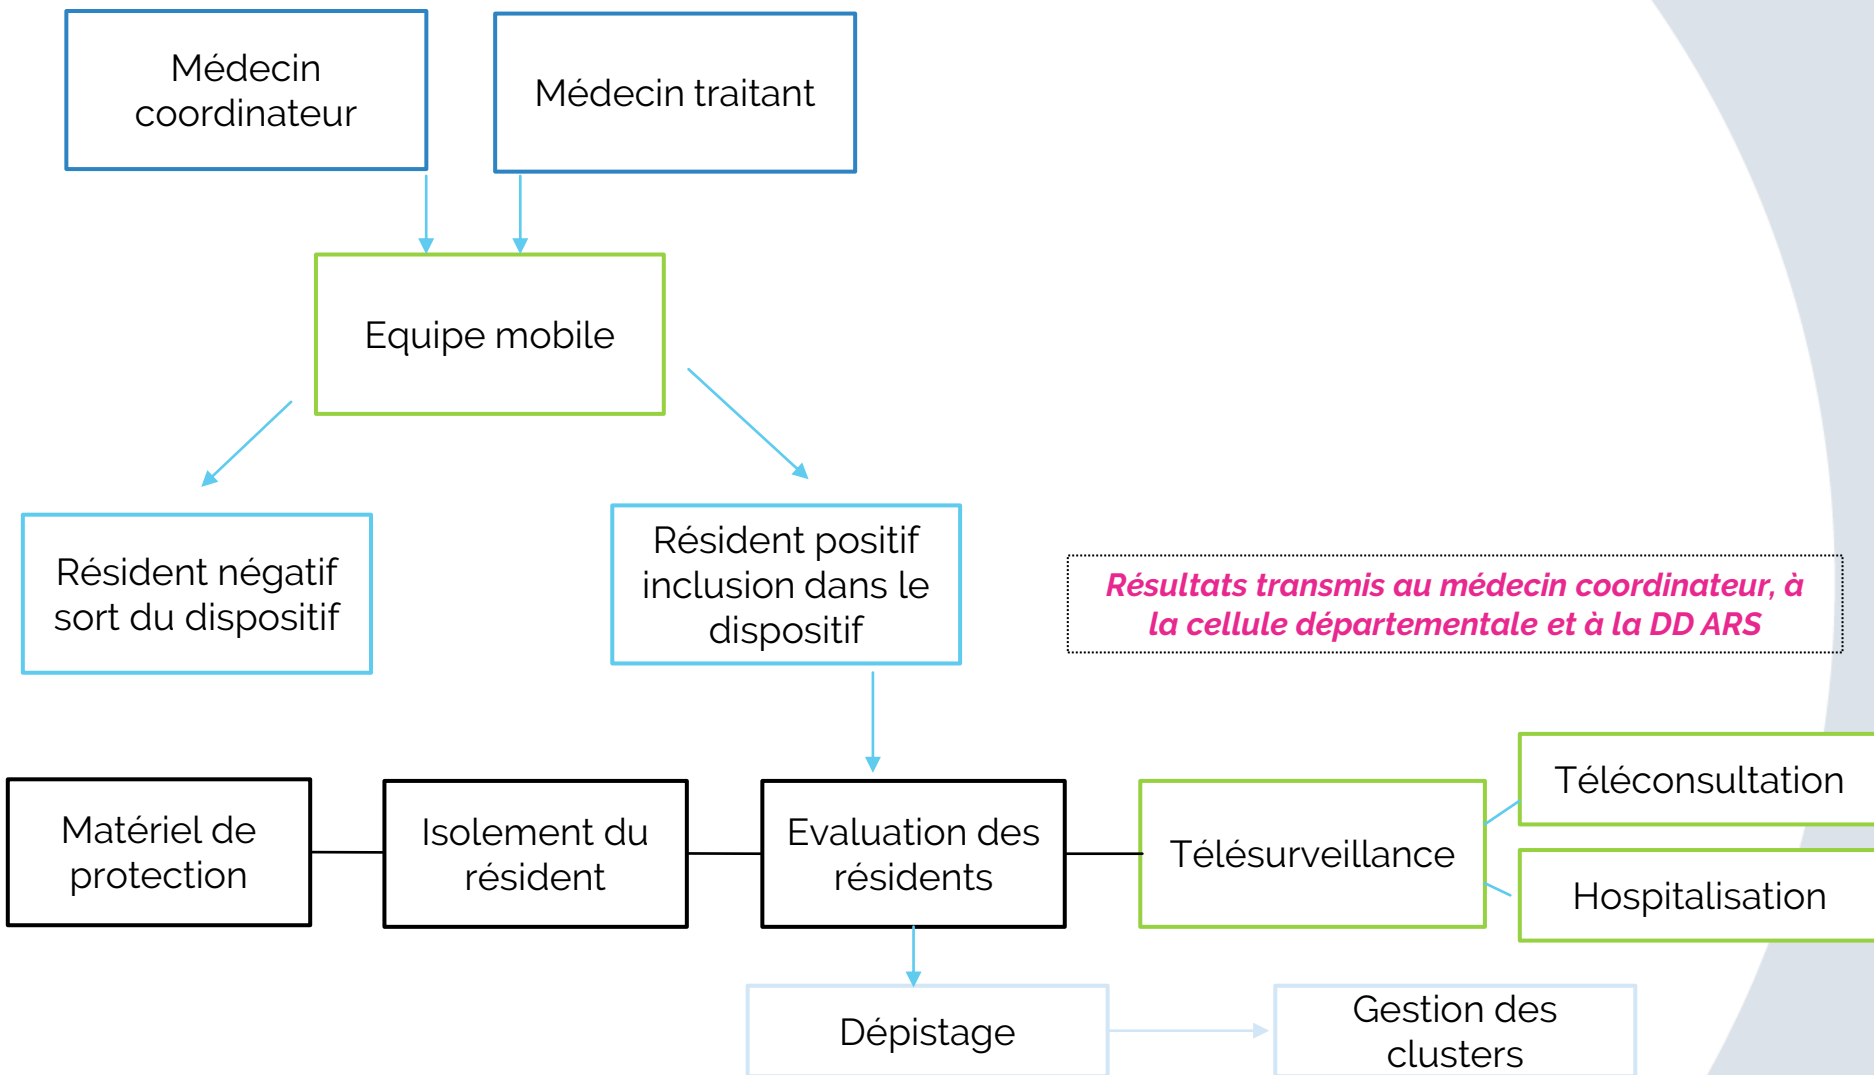 Médecin
coordinateur
Médecin traitant
Equipe mobile
Résident négatif
sort du dispositif
Résident positif
inclusion dans le
dispositif
Résultats transmis au médecin coordinateur, à
la cellule départementale et à la DD ARS
Matériel de
protection
Isolement du
résident
Evaluation des
résidents
Télésurveillance
Téléconsultation
Hospitalisation
Dépistage
Gestion des
clusters